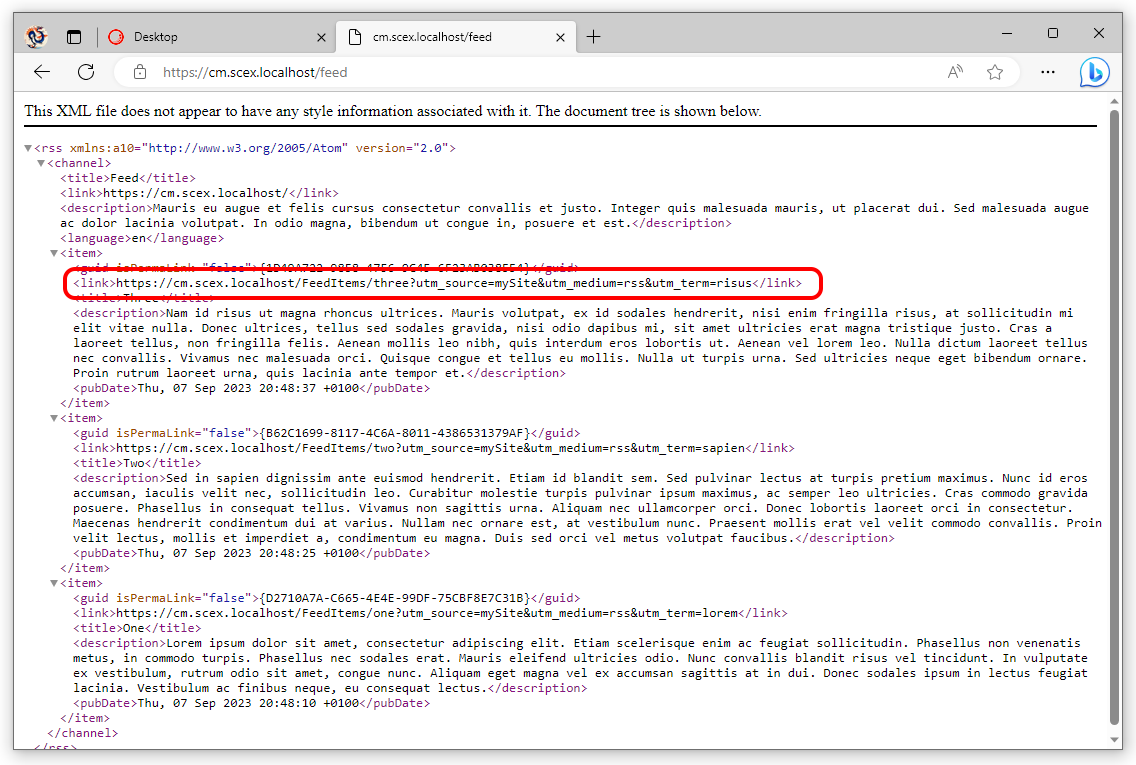 Desktop
cm.scex.localhost/feed
https://cm.scex.localhost/feed
This XML file does not appear to have any style information associated with it. The document tree is shown below.
<rss xmlns:a10="http://www.w3.org/2005/Atom" version="2.0">
<channel>
<title>Feed</title>
<link>https://cm.scex.localhost/</link>
<description>Mauris eu augue et felis cursus consectetur convallis et justo. Integer quis malesuada mauris, ut placerat dui. Sed malesuada augue
ac dolor lacinia volutpat. In odio magna, bibendum ut congue in, posuere et est.</description>
<language>en</language>
<item>
<guid isPermaLink="false">
<link>https://cm.scex.localhost/FeedItems/three?utm_source=mySite&utm_medium=rss&utm_term=risus</link>
<title>Three</title>
<description>Nam id risus ut magna rhoncus ultrices. Mauris volutpat, ex id sodales hendrerit, nisi enim fringilla risus, at sollicitudin mi
elit vitae nulla. Donec ultrices, tellus sed sodales gravida, nisi odio dapibus mi, sit amet ultricies erat magna tristique justo. Cras a
laoreet tellus, non fringilla felis. Aenean mollis leo nibh, quis interdum eros lobortis ut. Aenean vel lorem leo. Nulla dictum laoreet tellus
nec convallis. Vivamus nec malesuada orci. Quisque congue et tellus eu mollis. Nulla ut turpis urna. Sed ultricies neque eget bibendum ornare.
Proin rutrum laoreet urna, quis lacinia ante tempor et.</description>
<pubDate>Thu, 07 Sep 2023 20:48:37 +0100</pubDate>
</item>
<item>
<guid isPermaLink="false">{B62C1699-8117-4C6A-8011-4386531379AF}</guid>
<link>https://cm.scex.localhost/FeedItems/two?utm_source=mySite&utm_medium=rss&utm_term=sapien</link>
<title>Two</title>
<description>Sed in sapien dignissim ante euismod hendrerit. Etiam id blandit sem. Sed pulvinar lectus at turpis pretium maximus. Nunc id eros
accumsan, iaculis velit nec, sollicitudin leo. Curabitur molestie turpis pulvinar ipsum maximus, ac semper leo ultricies. Cras commodo gravida
posuere. Phasellus in consequat tellus. Vivamus non sagittis urna. Aliquam nec ullamcorper orci. Donec lobortis laoreet orci in consectetur.
Maecenas hendrerit condimentum dui at varius. Nullam nec ornare est, at vestibulum nunc. Praesent mollis erat vel velit commodo convallis. Proin
velit lectus, mollis et imperdiet a, condimentum eu magna. Duis sed orci vel metus volutpat faucibus.</description>
<pubDate>Thu, 07 Sep 2023 20:48:25 +0100</pubDate>
</item>
<item>
<guid isPermaLink="false">{D2710A7A-C665-4E4E-99DF-75CBF8E7C31B}</guid>
<link>https://cm.scex.localhost/FeedItems/one?utm_source=mySite&utm_medium=rss&utm_term=lorem</link>
<title>One</title>
<description>Lorem ipsum dolor sit amet, consectetur adipiscing elit. Etiam scelerisque enim ac feugiat sollicitudin. Phasellus non venenatis
metus, in commodo turpis. Phasellus nec sodales erat. Mauris eleifend ultricies odio. Nunc convallis blandit risus vel tincidunt. In vulputate
ex vestibulum, rutrum odio sit amet, congue nunc. Aliquam eget magna vel ex accumsan sagittis at in dui. Donec sodales ipsum in lectus feugiat
lacinia. Vestibulum ac finibus neque, eu consequat lectus.</description>
<pubDate>Thu, 07 Sep 2023 20:48:10 +0100</pubDate>
</item>
</channel>
</rss>